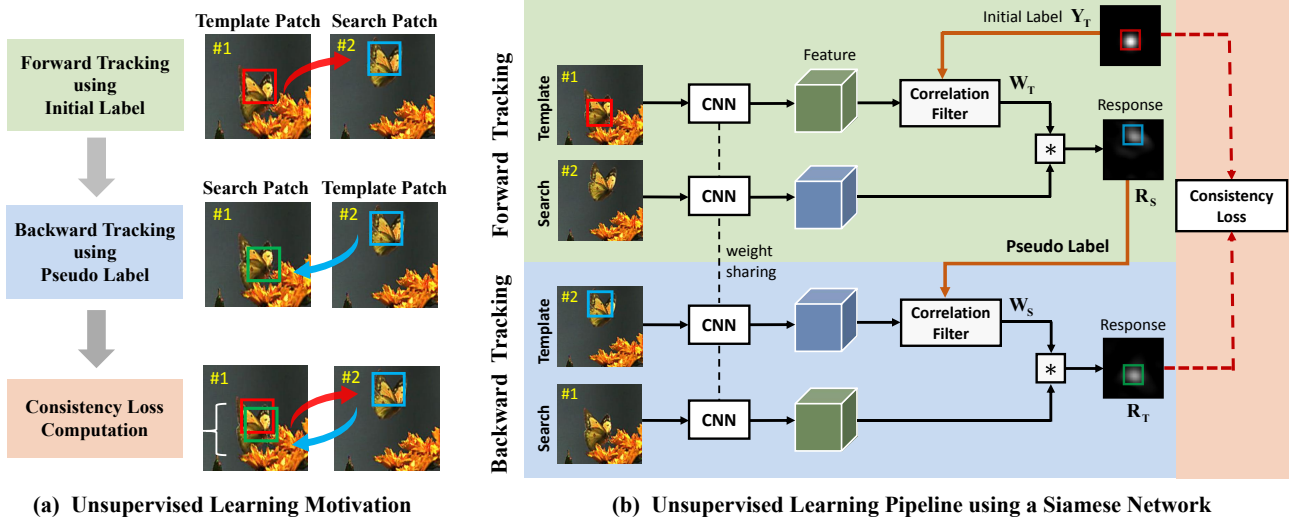 Template Patch
Search Patch
#1
#2
Forward Tracking
using
Initial Label
Search Patch
Template Patch
#1
#2
Backward Tracking
using
Pseudo Label
#1
#2
Consistency Loss
Computation
(a) Unsupervised Learning Motivation
Forward Tracking
Backward Tracking
Template
Search
Template
Search
Initial Label Y_T
Feature
#1
CNN
Correlation
Filter
W_T
Response
*
#2
CNN
R_S
Consistency
Loss
weight
sharing
Pseudo Label
#2
CNN
Correlation
Filter
W_S
Response
*
#1
CNN
R_T
(b) Unsupervised Learning Pipeline using a Siamese Network